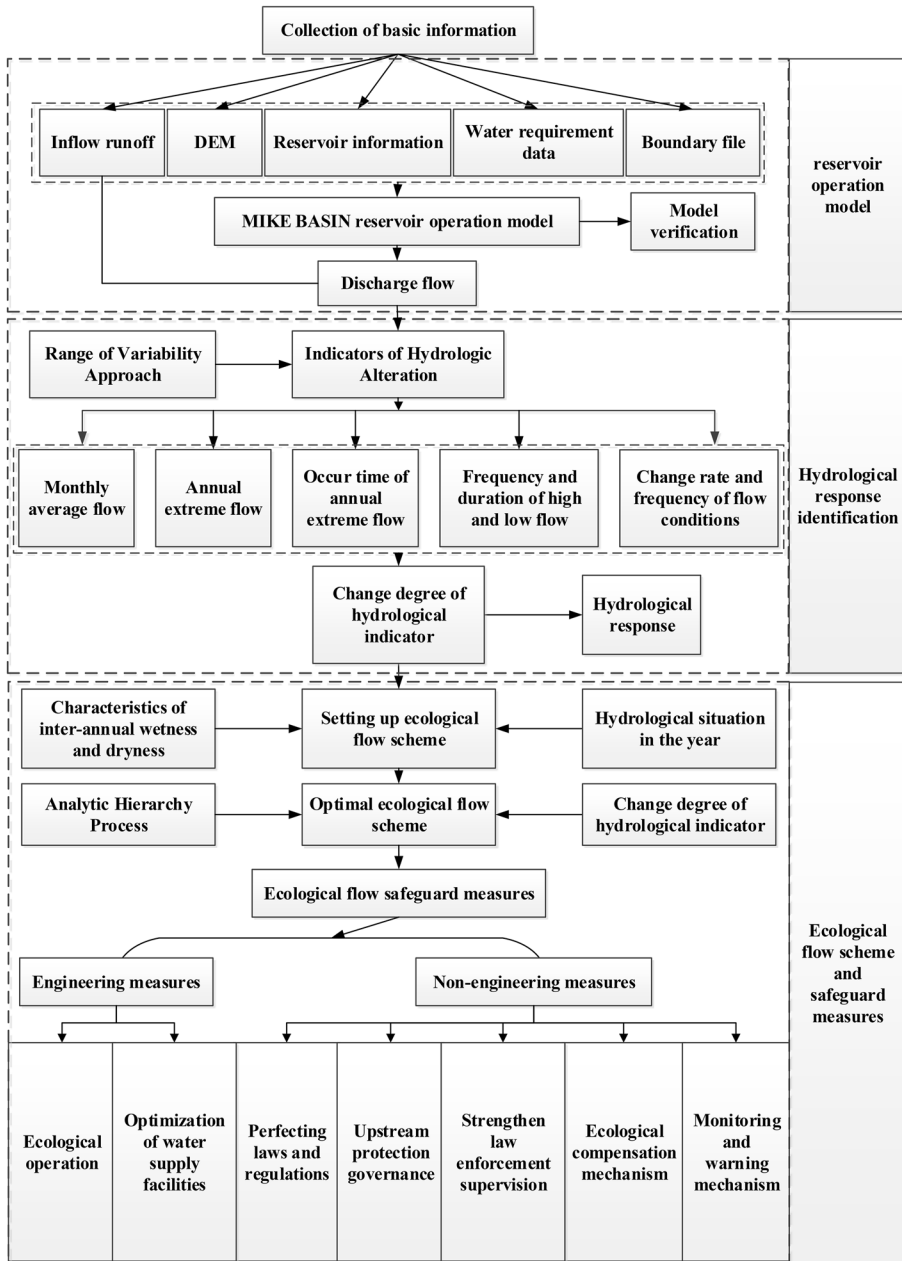 Collection of basic information
Inflow runoff
DEM
Reservoir information
Water requirement
data
Boundary file
MIKE BASIN reservoir operation model
Model
verification
Discharge flow
reservoir
operation
model
Range of Variability
Approach
Indicators of Hydrologic
Alteration
Monthly
average flow
Annual
extreme flow
Occur time of
annual
extreme flow
Frequency and
duration of high
and low flow
Change rate and
frequency of flow
conditions
Change degree of
hydrological
indicator
Hydrological
response
Hydrological
response
identification
Characteristics of
inter-annual wetness
and dryness
Setting up ecological
flow scheme
Hydrological situation
in the year
Analytic Hierarchy
Process
Optimal ecological flow
scheme
Change degree of
hydrological indicator
Ecological flow safeguard measures
Engineering measures
Non-engineering measures
Ecological
operation
Optimization
of water
supply
facilities
Perfecting
laws and
regulations
Upstream
protection
governance
Strengthen
law
enforcement
supervision
Ecological
compensation
mechanism
Monitoring
and
warning
mechanism
Ecological
flow scheme
and
safeguard
measures